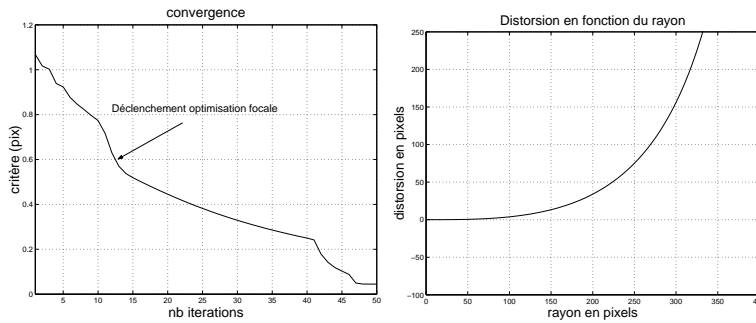 convergence
1.2
1
0.8
0.6
0.4
0.2
0
critère (pix)
Déclenchement optimisation focale
5 10 15 20 25 30 35 40 45 50
nb iterations
Distorsion en fonction du rayon
250
200
150
100
50
0
−50
−100
distorsion en pixels
0 50 100 150 200 250 300 350 400
rayon en pixels